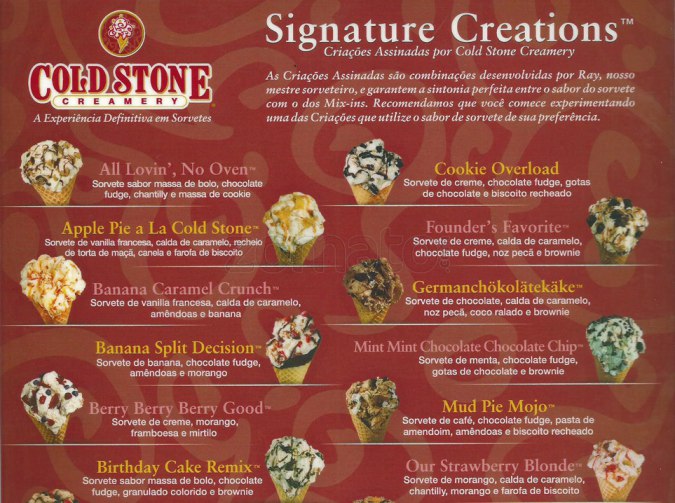 COLD STONE
CREAMERY
A Experiência Definitiva em Sorvetes
Signature Creations™
Criações Assinadas por Cold Stone Creamery
As Criações Assinadas são combinações desenvolvidas por Ray, nosso
mestre sorveteiro, e garantem a sintonia perfeita entre o sabor do sorvete
com o dos Mix-ins. Recomendamos que você comece experimentando
uma das Criações que utilize o sabor de sorvete de sua preferência.
All Lovin', No Oven™
Sorvete sabor massa de bolo, chocolate
fudge, chantilly e massa de cookie
Apple Pie a La Cold Stone™
Sorvete de vanilla francesa, calda de caramelo, recheio
de torta de maçã, canela e farofa de biscoito
Banana Caramel Crunch™
Sorvete de vanilla francesa, calda de caramelo,
amêndoas e banana
Banana Split Decision™
Sorvete de banana, chocolate fudge,
amêndoas e morango
Berry Berry Berry Good™
Sorvete de creme, morango,
framboesa e mirtilo
Birthday Cake Remix™
Sorvete sabor massa de bolo, chocolate
fudge, granulado colorido e brownie
Cookie Overload
Sorvete de creme, chocolate fudge, gotas
de chocolate e biscoito recheado
Founder's Favorite™
Sorvete de creme, calda de caramelo,
chocolate fudge, noz pecã e brownie
Germanchökolätekäke™
Sorvete de chocolate, calda de caramelo,
noz pecã, coco ralado e brownie
Mint Mint Chocolate Chocolate Chip™
Sorvete de menta, chocolate fudge,
gotas de chocolate e brownie
Mud Pie Mojo™
Sorvete de café, chocolate fudge, pasta de
amendoim, amêndoas e biscoito recheado
Our Strawberry Blonde™
Sorvete de morango, calda de caramelo,
chantilly, morango e farofa de biscoito